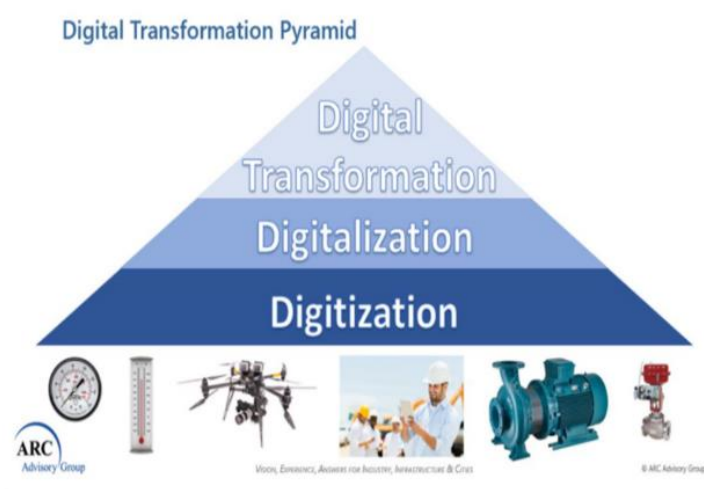 Digital Transformation Pyramid
Digital
Transformation
Digitalization
Digitization
ARC
Advisory Group
Vision, Experience, Answers for Industry, Infrastructure & Cities
© ARC Advisory Group